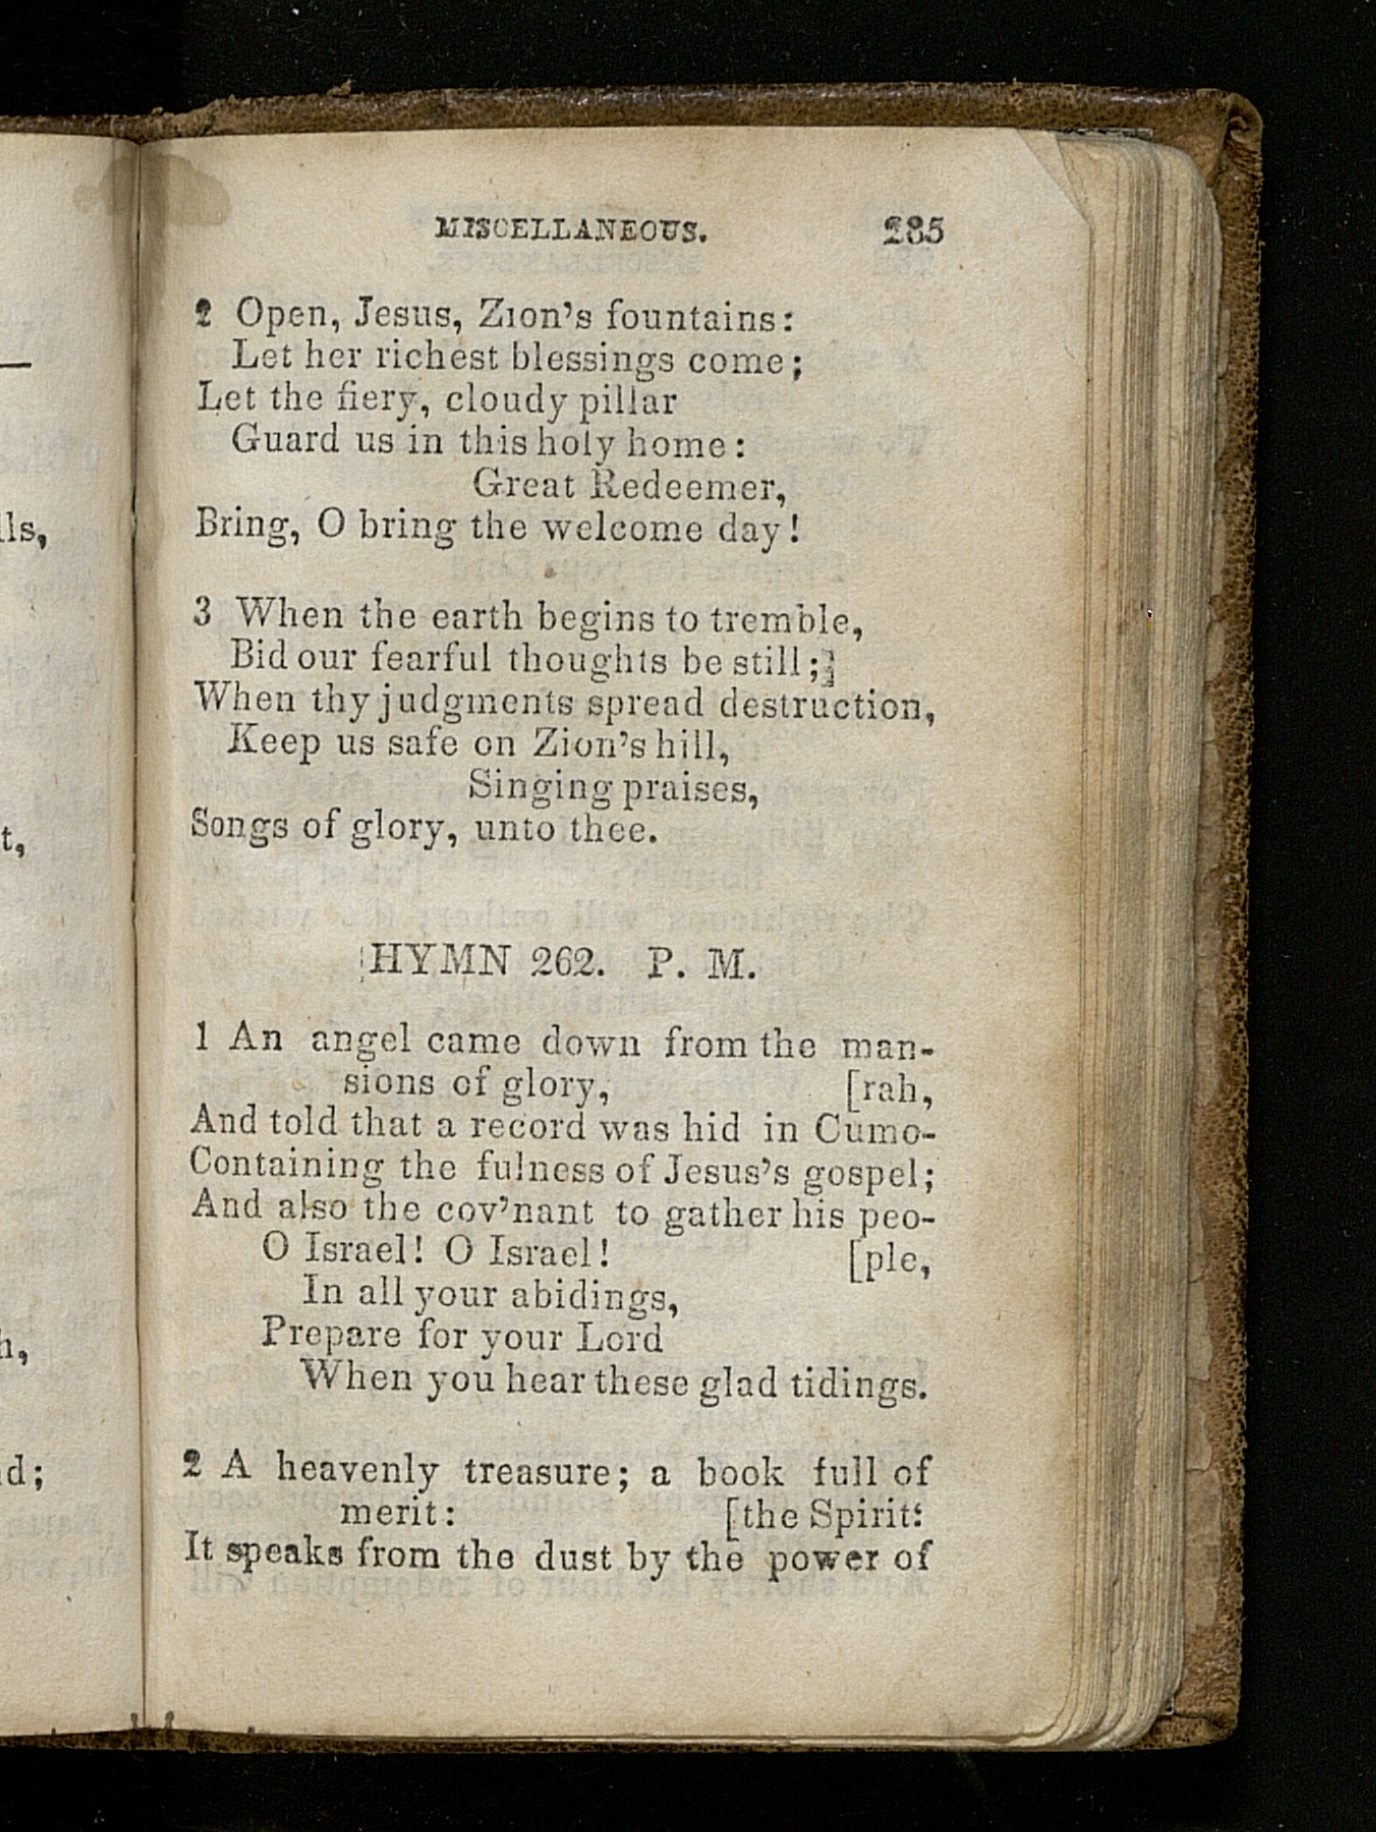 MISCELLANEOUS. 285
2 Open, Jesus, Zion's fountains:
Let her richest blessings come;
Let the fiery, cloudy pillar
Guard us in this holy home:
Great Redeemer,
Bring, O bring the welcome day!
3 When the earth begins to tremble,
Bid our fearful thoughts be still;
When thy judgments spread destruction,
Keep us safe on Zion's hill,
Singing praises,
Songs of glory, unto thee.
HYMN 262. P. M.
1 An angel came down from the man-
sions of glory, [rah,
And told that a record was hid in Cumo-
Containing the fulness of Jesus's gospel;
And also the cov'nant to gather his peo-
O Israel! O Israel! [ple,
In all your abidings,
Prepare for your Lord
When you hear these glad tidings.
2 A heavenly treasure; a book full of
merit: [the Spirit:
It speaks from the dust by the power of
lls,
t,
h,
d;